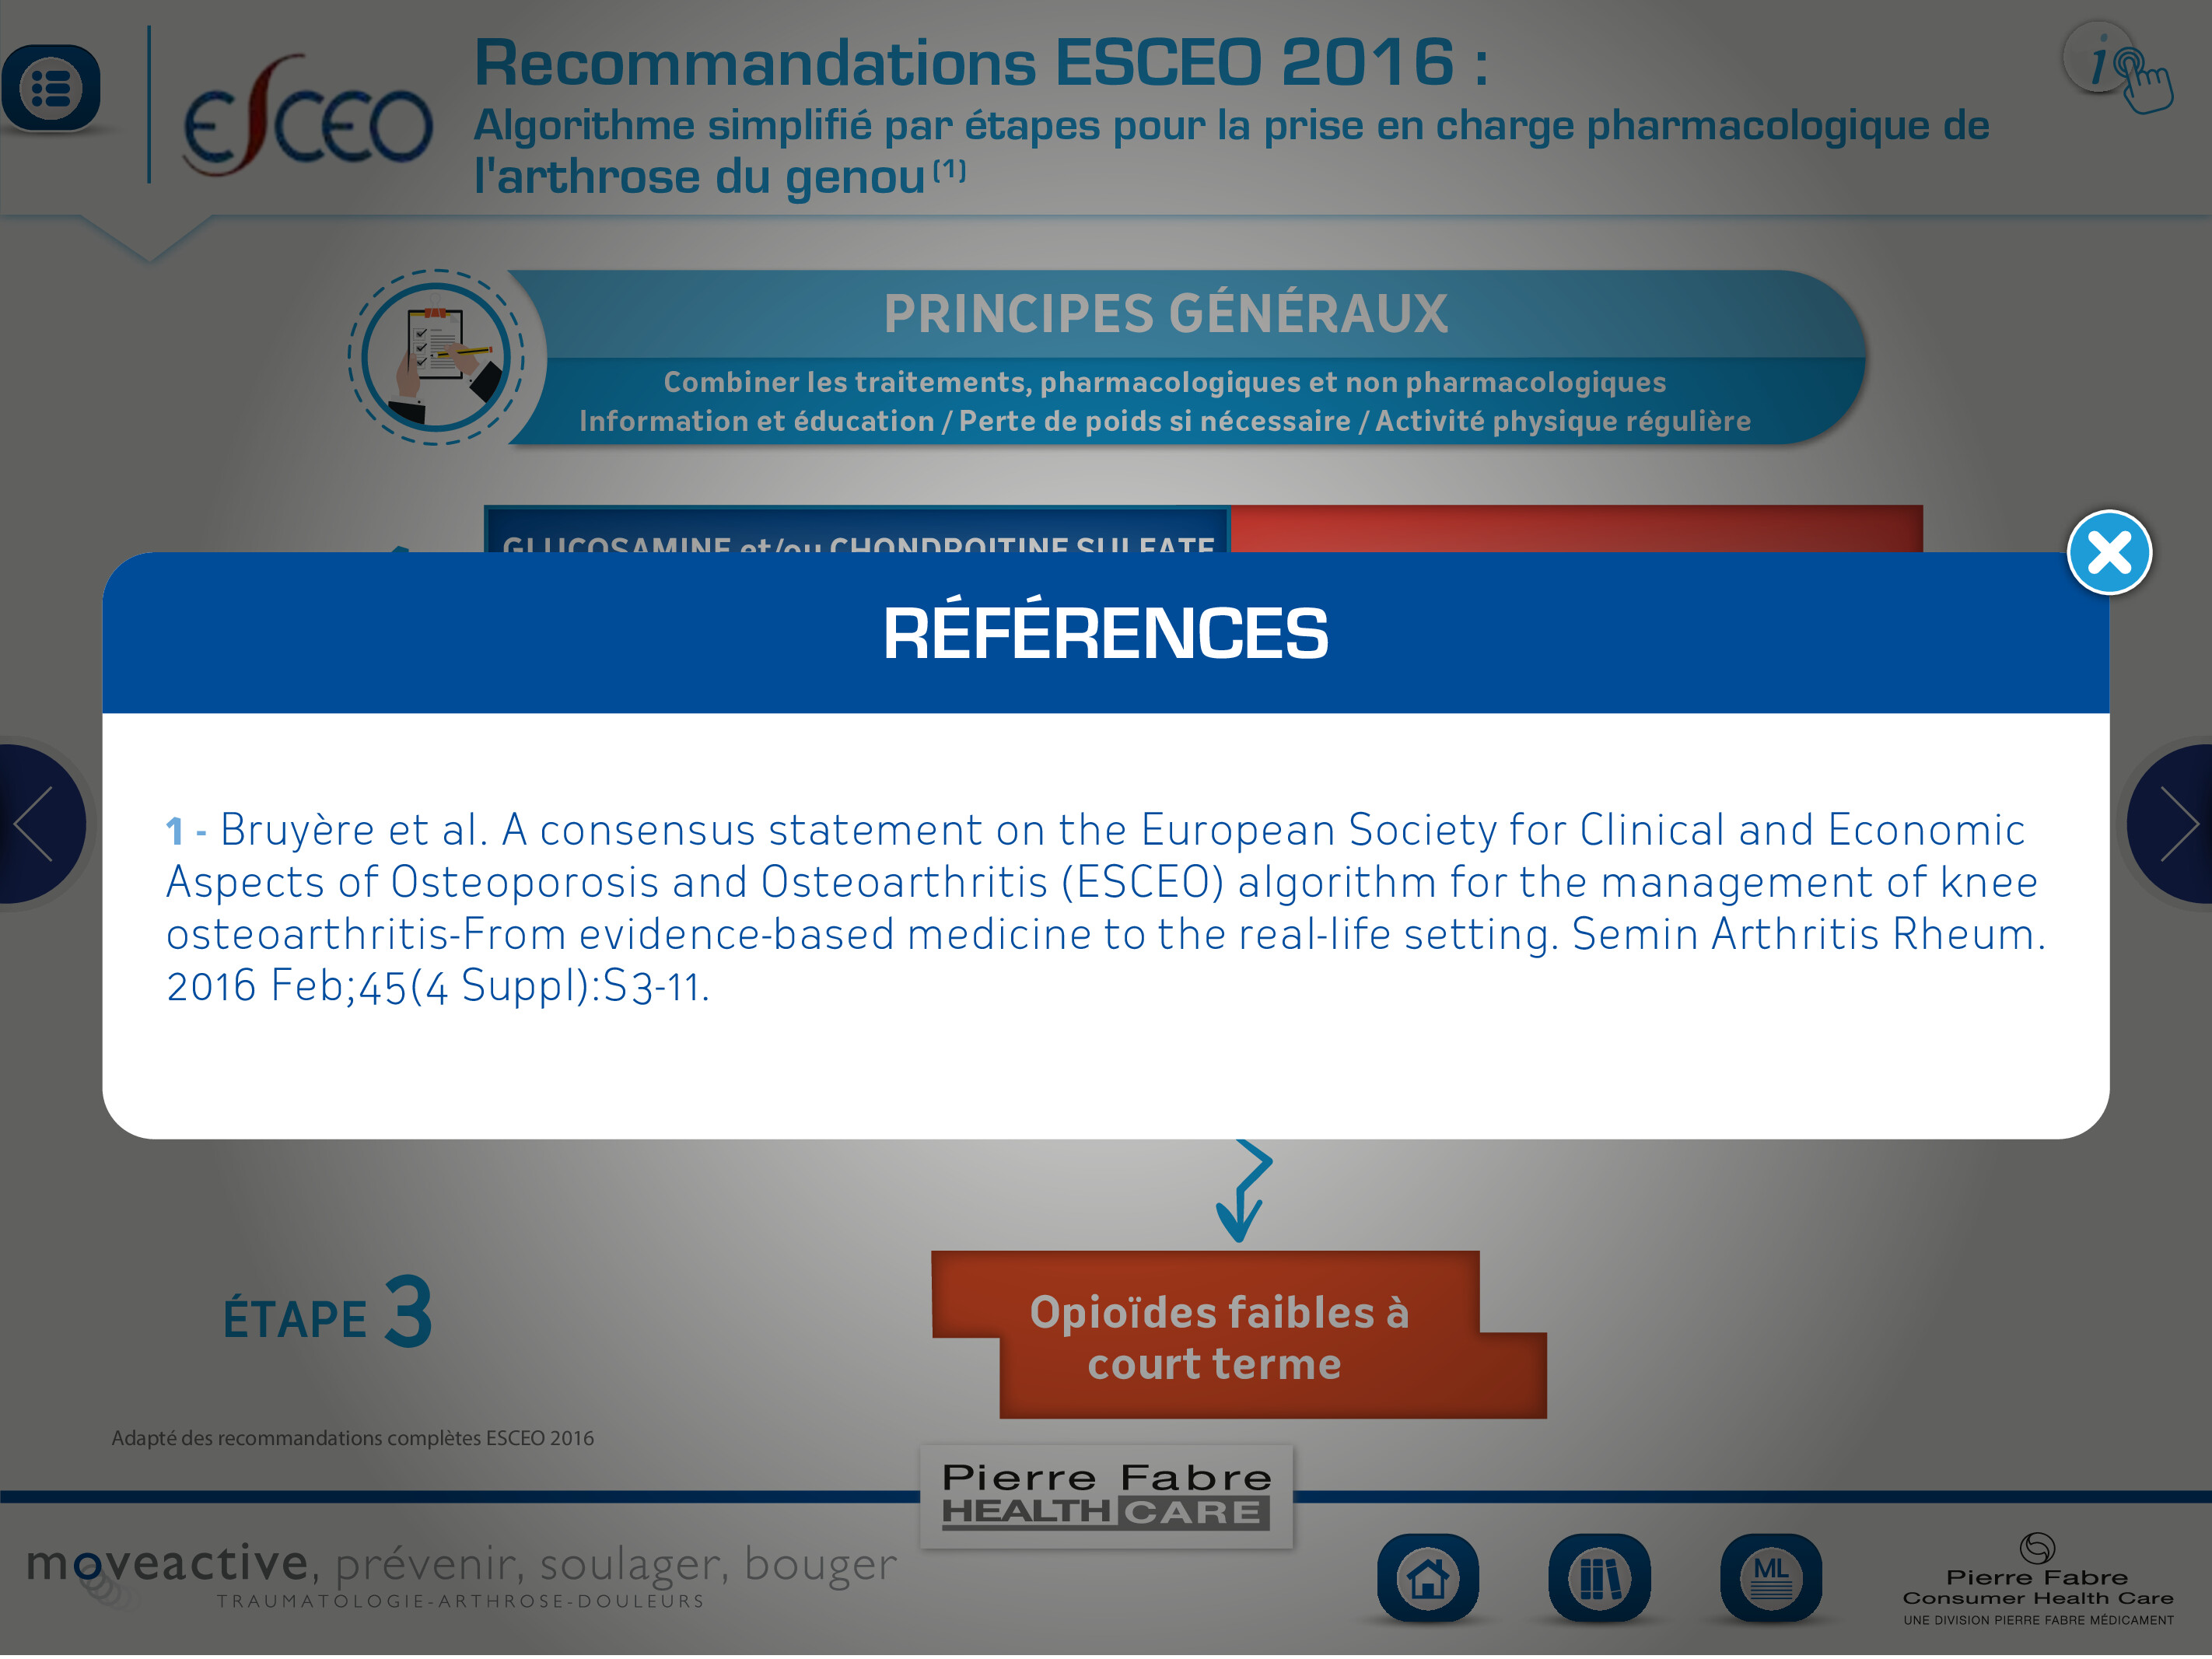 ESCEO
Recommandations ESCEO 2016 :
Algorithme simplifié par étapes pour la prise en charge pharmacologique de
l'arthrose du genou (1)
i
PRINCIPES GÉNÉRAUX
Combiner les traitements, pharmacologiques et non pharmacologiques
Information et éducation / Perte de poids si nécessaire / Activité physique régulière
GLUCOSAMINE et/ou CHONDROITINE SULFATE
RÉFÉRENCES
1 - Bruyère et al. A consensus statement on the European Society for Clinical and Economic
Aspects of Osteoporosis and Osteoarthritis (ESCEO) algorithm for the management of knee
osteoarthritis-From evidence-based medicine to the real-life setting. Semin Arthritis Rheum.
2016 Feb;45(4 Suppl):S3-11.
ÉTAPE 3
Opioïdes faibles à
court terme
Adapté des recommandations complètes ESCEO 2016
Pierre Fabre
HEALTH CARE
moveactive, prévenir, soulager, bouger
TRAUMATOLOGIE-ARTHROSE-DOULEURS
ML
Pierre Fabre
Consumer Health Care
UNE DIVISION PIERRE FABRE MÉDICAMENT